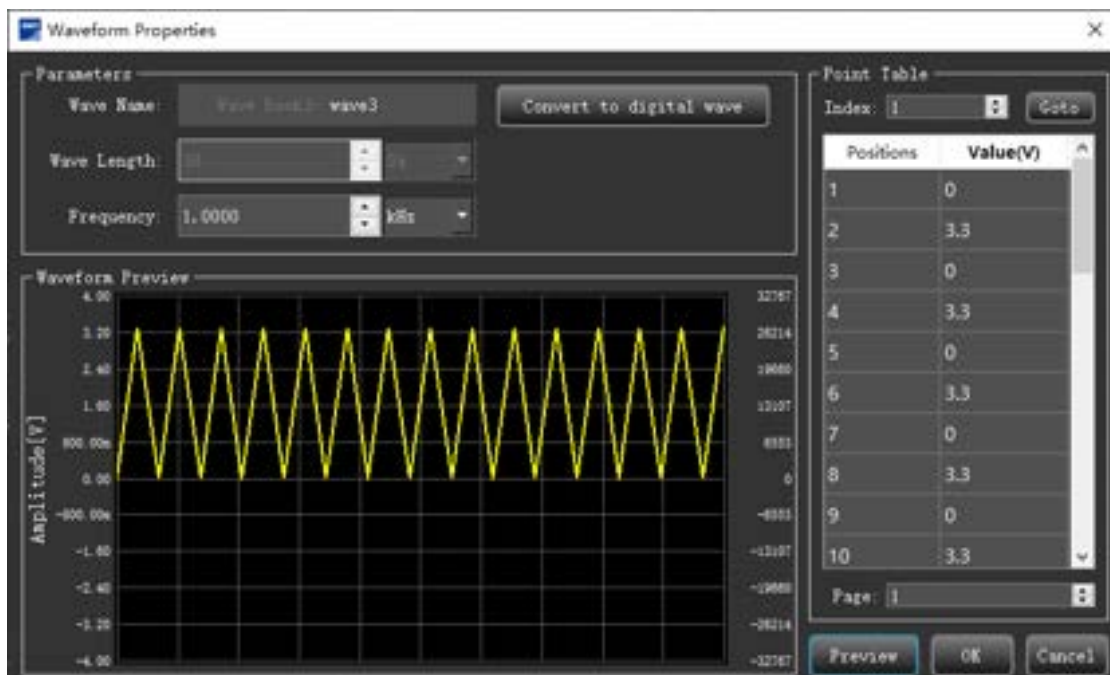 Waveform Properties
Parameters
Wave Name: wave3
Convert to digital wave
Wave Length:
Frequency: 1.0000 kHz
Point Table
Index: 1 Goto
Positions Value(V)
1 0
2 3.3
3 0
4 3.3
5 0
6 3.3
7 0
8 3.3
9 0
10 3.3
Page: 1
Waveform Preview
Amplitude[V]
4.00 32767
3.20 26214
2.40 19660
1.60 13107
800.00m 6553
0.00 0
-800.00m -6553
-1.60 -13107
-2.40 -19660
-3.20 -26214
-4.00 -32767
Preview OK Cancel